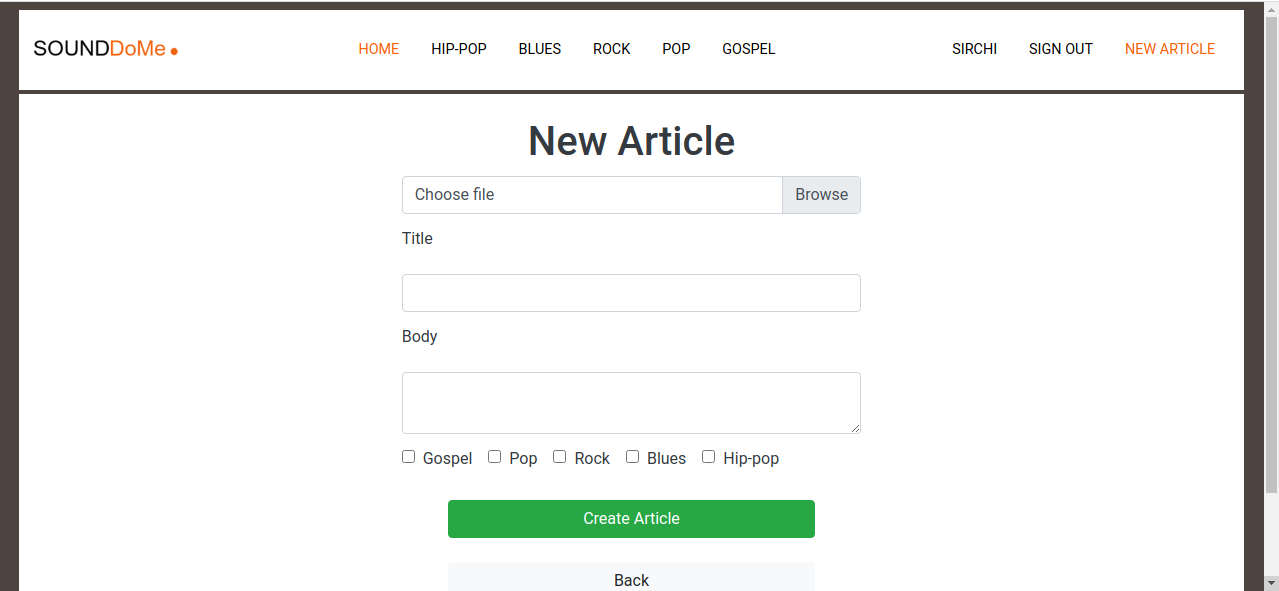 SOUNDDoMe HOME HIP-POP BLUES ROCK POP GOSPEL SIRCHI SIGN OUT NEW ARTICLE
New Article
Choose file Browse
Title
Body
Gospel Pop Rock Blues Hip-pop
Create Article
Back